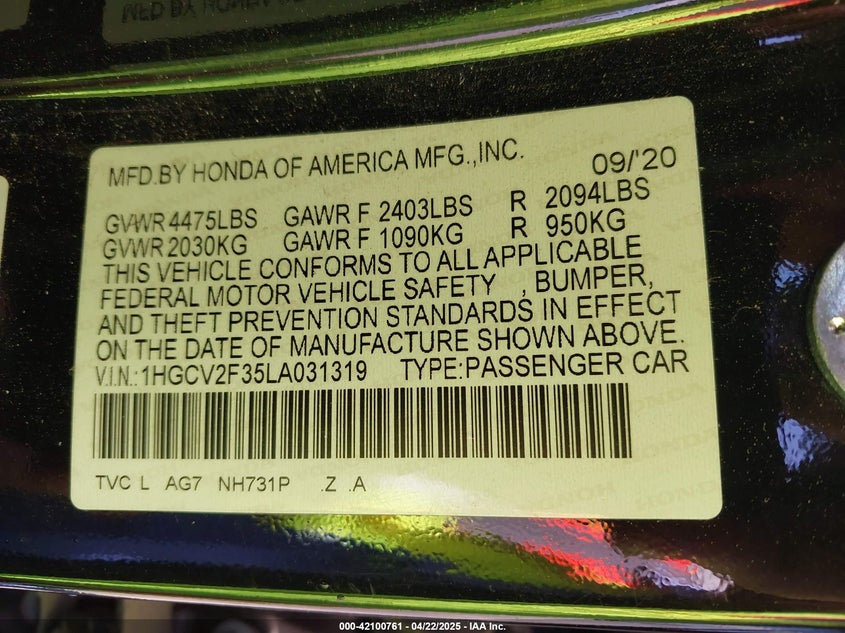 MFD.BY HONDA OF AMERICA MFG.,INC. 09/'20
GVWR 4475LBS GAWR F 2403LBS R 2094LBS
GVWR 2030KG GAWR F 1090KG R 950KG
THIS VEHICLE CONFORMS TO ALL APPLICABLE
FEDERAL MOTOR VEHICLE SAFETY , BUMPER,
AND THEFT PREVENTION STANDARDS IN EFFECT
ON THE DATE OF MANUFACTURE SHOWN ABOVE.
V.I.N.:1HGCV2F35LA031319 TYPE:PASSENGER CAR
TVC L AG7 NH731P .Z .A
000-42100761 - 04/22/2025 - IAA Inc.